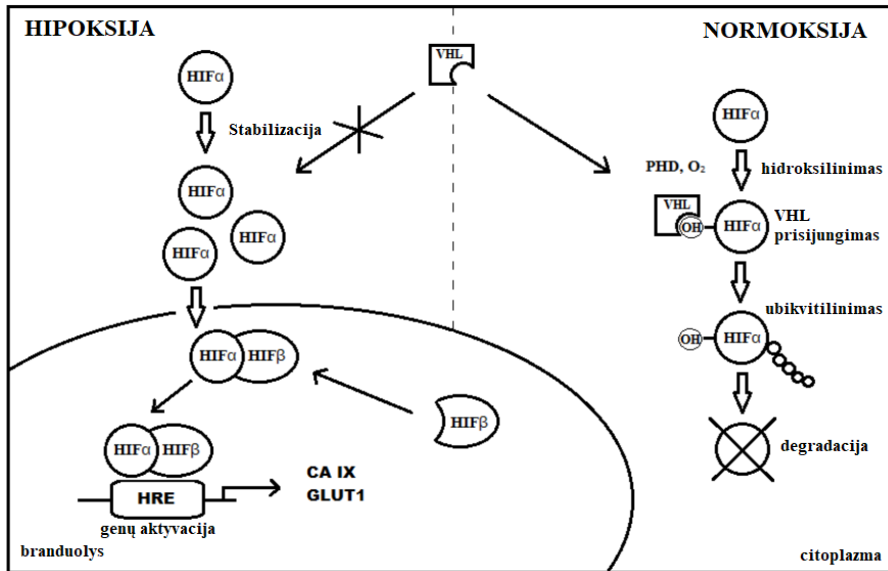 HIPOKSIJA
NORMOKSIJA
VHL
HIFα
Stabilizacija
HIFα
HIFα
HIFα
HIFα
HIFβ
HIFβ
HIFα
HIFβ
HRE
CA IX
GLUT1
genų aktyvacija
branduolys
HIFα
PHD, O₂
hidroksilinimas
VHL
OH
HIFα
VHL
prisijungimas
ubikvitilinimas
OH
HIFα
degradacija
citoplazma